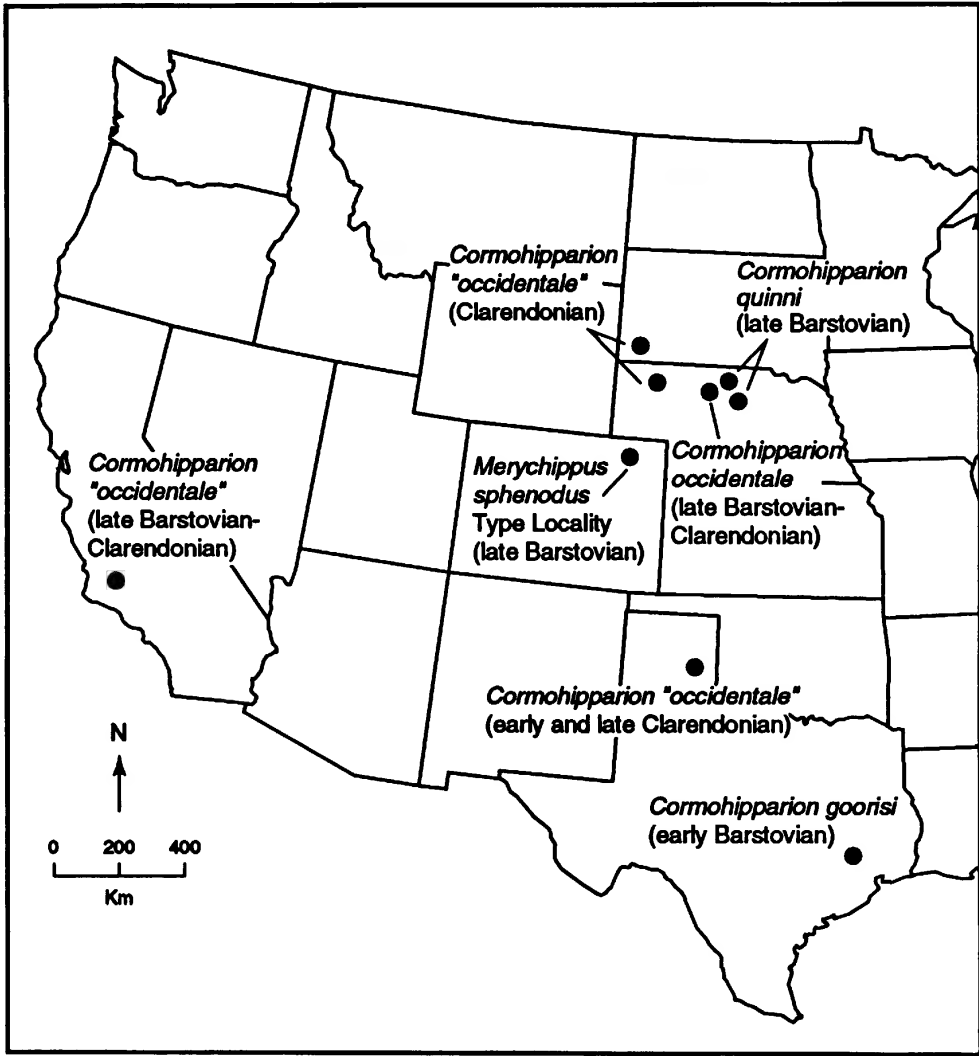 Cormohipparion
"occidentale"
(Clarendonian)
Cormohipparion
quinni
(late Barstovian)
Cormohipparion
"occidentale"
(late Barstovian-
Clarendonian)
Merychippus
sphenodus
Type Locality
(late Barstovian)
Cormohipparion
occidentale
(late Barstovian-
Clarendonian)
Cormohipparion "occidentale"
(early and late Clarendonian)
Cormohipparion goorisi
(early Barstovian)
N
0 200 400
Km